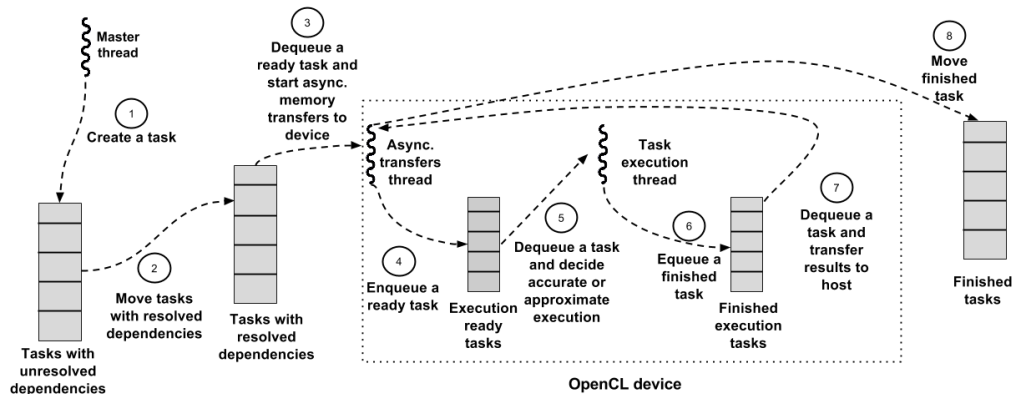 Master
thread
1
Create a task
Tasks with
unresolved
dependencies
2
Move tasks
with resolved
dependencies
3
Dequeue a
ready task and
start async.
memory
transfers to
device
Tasks with
resolved
dependencies
Async.
transfers
thread
4
Enqueue a
ready task
Execution
ready
tasks
5
Dequeue a task
and decide
accurate or
approximate
execution
Task
execution
thread
6
Equeue a
finished
task
Finished
execution
tasks
7
Dequeue a
task and
transfer
results to
host
8
Move
finished
task
Finished
tasks
OpenCL device